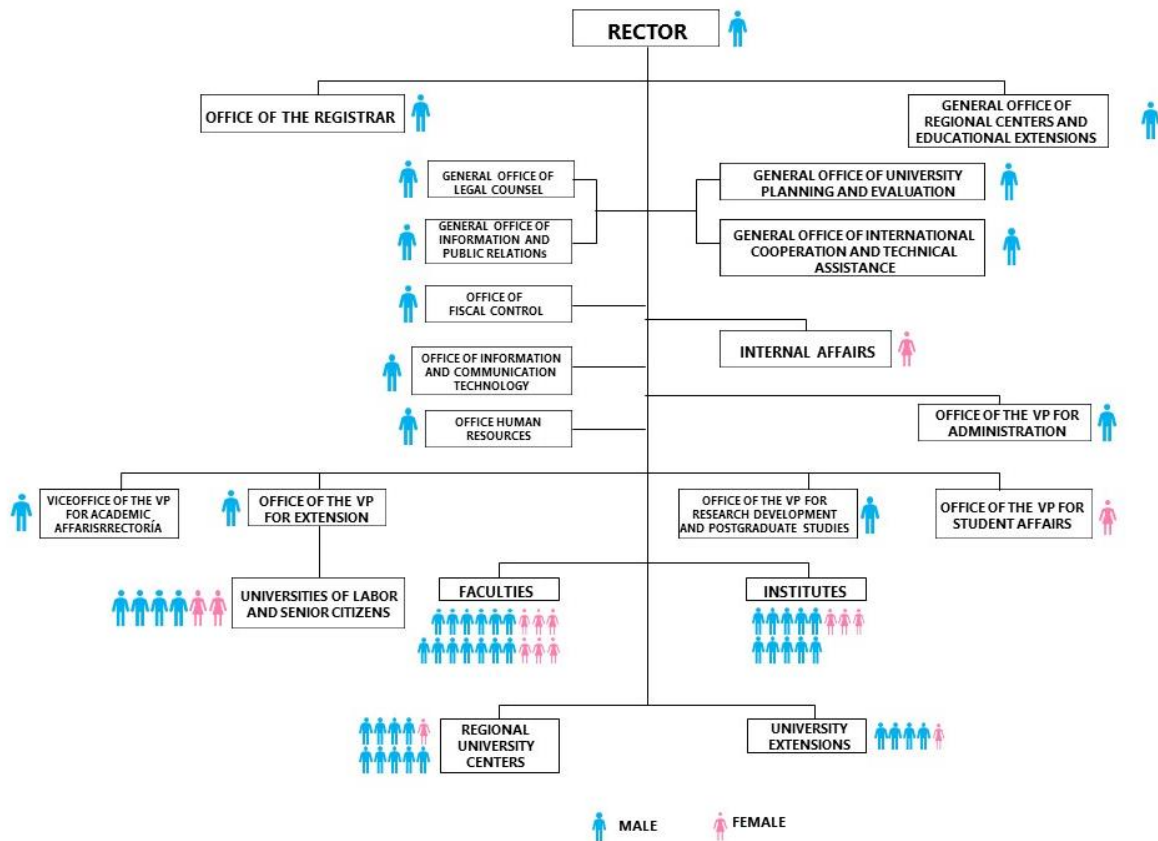 RECTOR
OFFICE OF THE REGISTRAR
GENERAL OFFICE OF
REGIONAL CENTERS AND
EDUCATIONAL EXTENSIONS
GENERAL OFFICE OF
LEGAL COUNSEL
GENERAL OFFICE OF UNIVERSITY
PLANNING AND EVALUATION
GENERAL OFFICE OF
INFORMATION AND
PUBLIC RELATIONs
GENERAL OFFICE OF INTERNATIONAL
COOPERATION AND TECHNICAL
ASSISTANCE
OFFICE OF
FISCAL CONTROL
INTERNAL AFFAIRS
OFFICE OF INFORMATION
AND COMMUNICATION
TECHNOLOGY
OFFICE HUMAN
RESOURCES
OFFICE OF THE VP FOR
ADMINISTRATION
VICEOFFICE OF THE VP
FOR ACADEMIC
AFFARISRRECTORÍA
OFFICE OF THE VP
FOR EXTENSION
OFFICE OF THE VP FOR
RESEARCH DEVELOPMENT
AND POSTGRADUATE STUDIES
OFFICE OF THE VP FOR
STUDENT AFFAIRS
UNIVERSITIES OF LABOR
AND SENIOR CITIZENS
FACULTIES
INSTITUTES
REGIONAL
UNIVERSITY
CENTERS
UNIVERSITY
EXTENSIONS
MALE
FEMALE